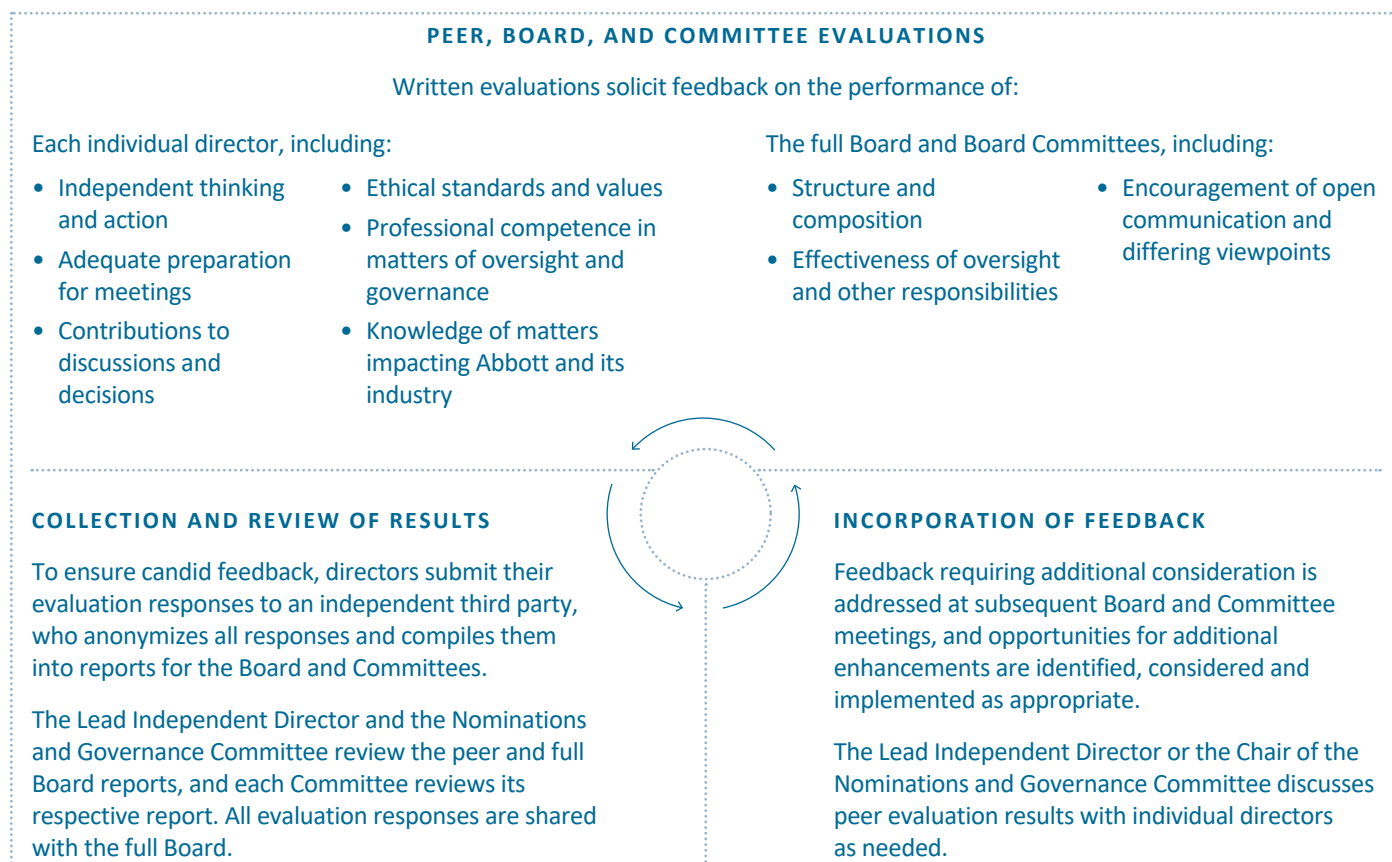 PEER, BOARD, AND COMMITTEE EVALUATIONS
Written evaluations solicit feedback on the performance of:
Each individual director, including:
• Independent thinking
and action
• Adequate preparation
for meetings
• Contributions to
discussions and
decisions
• Ethical standards and values
• Professional competence in
matters of oversight and
governance
• Knowledge of matters
impacting Abbott and its
industry
The full Board and Board Committees, including:
• Structure and
composition
• Effectiveness of oversight
and other responsibilities
• Encouragement of open
communication and
differing viewpoints
COLLECTION AND REVIEW OF RESULTS
To ensure candid feedback, directors submit their
evaluation responses to an independent third party,
who anonymizes all responses and compiles them
into reports for the Board and Committees.
The Lead Independent Director and the Nominations
and Governance Committee review the peer and full
Board reports, and each Committee reviews its
respective report. All evaluation responses are shared
with the full Board.
INCORPORATION OF FEEDBACK
Feedback requiring additional consideration is
addressed at subsequent Board and Committee
meetings, and opportunities for additional
enhancements are identified, considered and
implemented as appropriate.
The Lead Independent Director or the Chair of the
Nominations and Governance Committee discusses
peer evaluation results with individual directors
as needed.